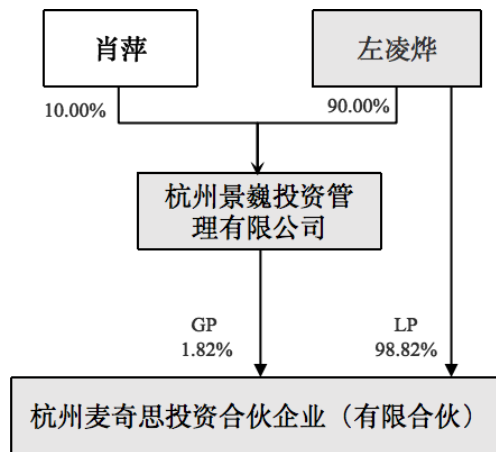 肖萍
左凌烨
10.00%
90.00%
杭州景巍投资管
理有限公司
GP
1.82%
LP
98.82%
杭州麦奇思投资合伙企业（有限合伙）